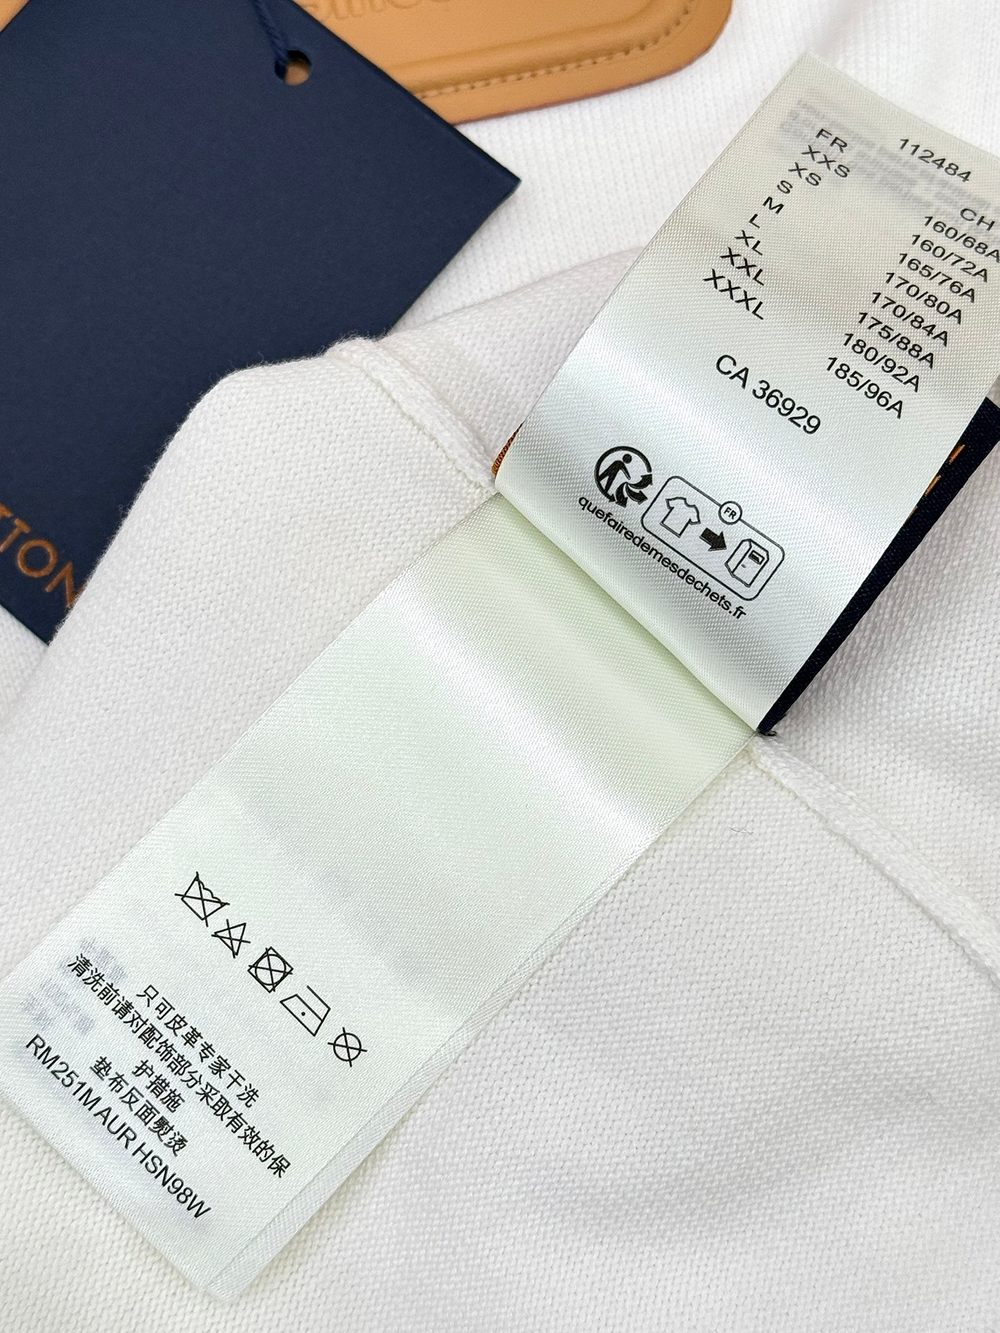 112484
FR CH
XXS 160/68A
XS 160/72A
S 165/76A
M 170/80A
L 170/84A
XL 175/88A
XXL 180/92A
XXXL 185/96A
CA 36929
FR
quefairedemesdechets.fr
TTON
只可皮革专家干洗
清洗前请对配饰部分采取有效的保
护措施
垫布反面熨烫
RM251M AUR HSN98W